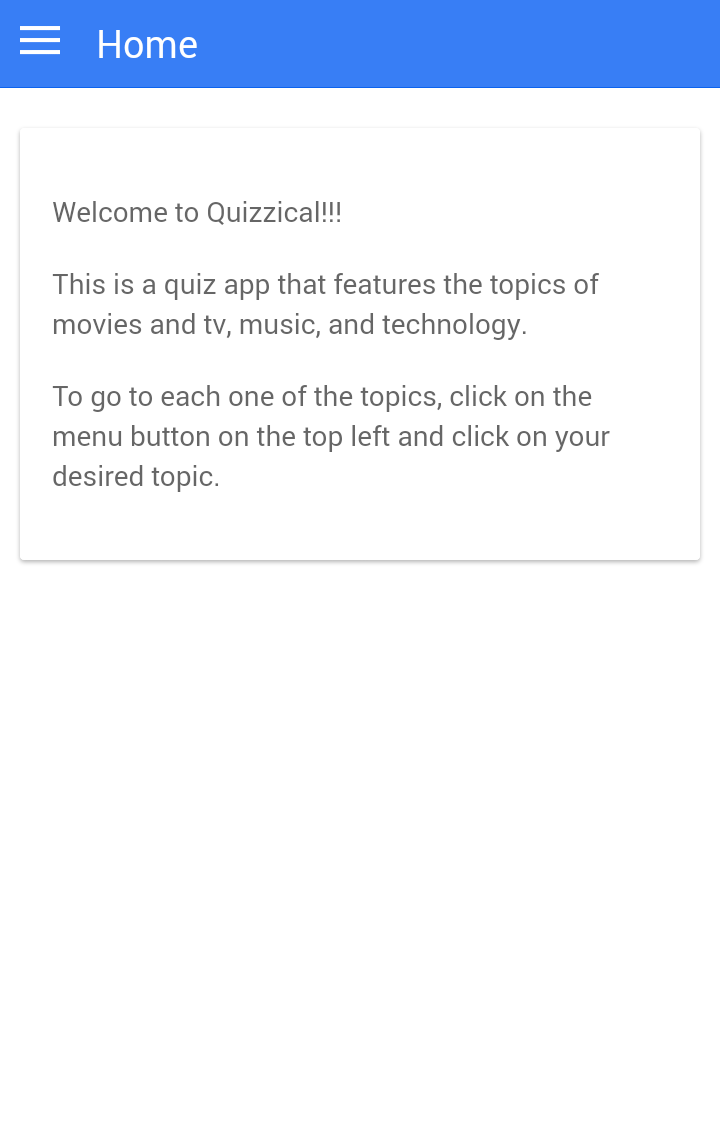 Home
Welcome to Quizzical!!!
This is a quiz app that features the topics of
movies and tv, music, and technology.
To go to each one of the topics, click on the
menu button on the top left and click on your
desired topic.